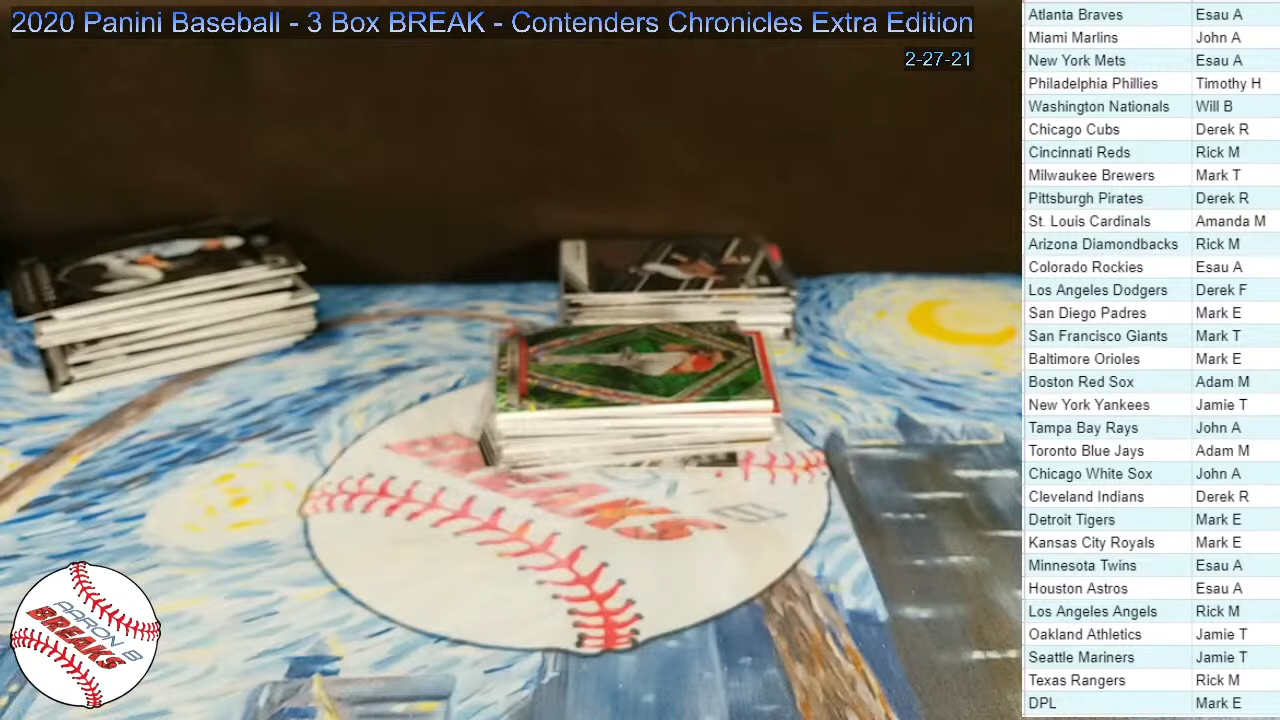 2020 Panini Baseball - 3 Box BREAK - Contenders Chronicles Extra Edition
2-27-21
Atlanta Braves Esau A
Miami Marlins John A
New York Mets Esau A
Philadelphia Phillies Timothy H
Washington Nationals Will B
Chicago Cubs Derek R
Cincinnati Reds Rick M
Milwaukee Brewers Mark T
Pittsburgh Pirates Derek R
St. Louis Cardinals Amanda M
Arizona Diamondbacks Rick M
Colorado Rockies Esau A
Los Angeles Dodgers Derek F
San Diego Padres Mark E
San Francisco Giants Mark T
Baltimore Orioles Mark E
Boston Red Sox Adam M
New York Yankees Jamie T
Tampa Bay Rays John A
Toronto Blue Jays Adam M
Chicago White Sox John A
Cleveland Indians Derek R
Detroit Tigers Mark E
Kansas City Royals Mark E
Minnesota Twins Esau A
Houston Astros Esau A
Los Angeles Angels Rick M
Oakland Athletics Jamie T
Seattle Mariners Jamie T
Texas Rangers Rick M
DPL Mark E
AARON B
BREAKS